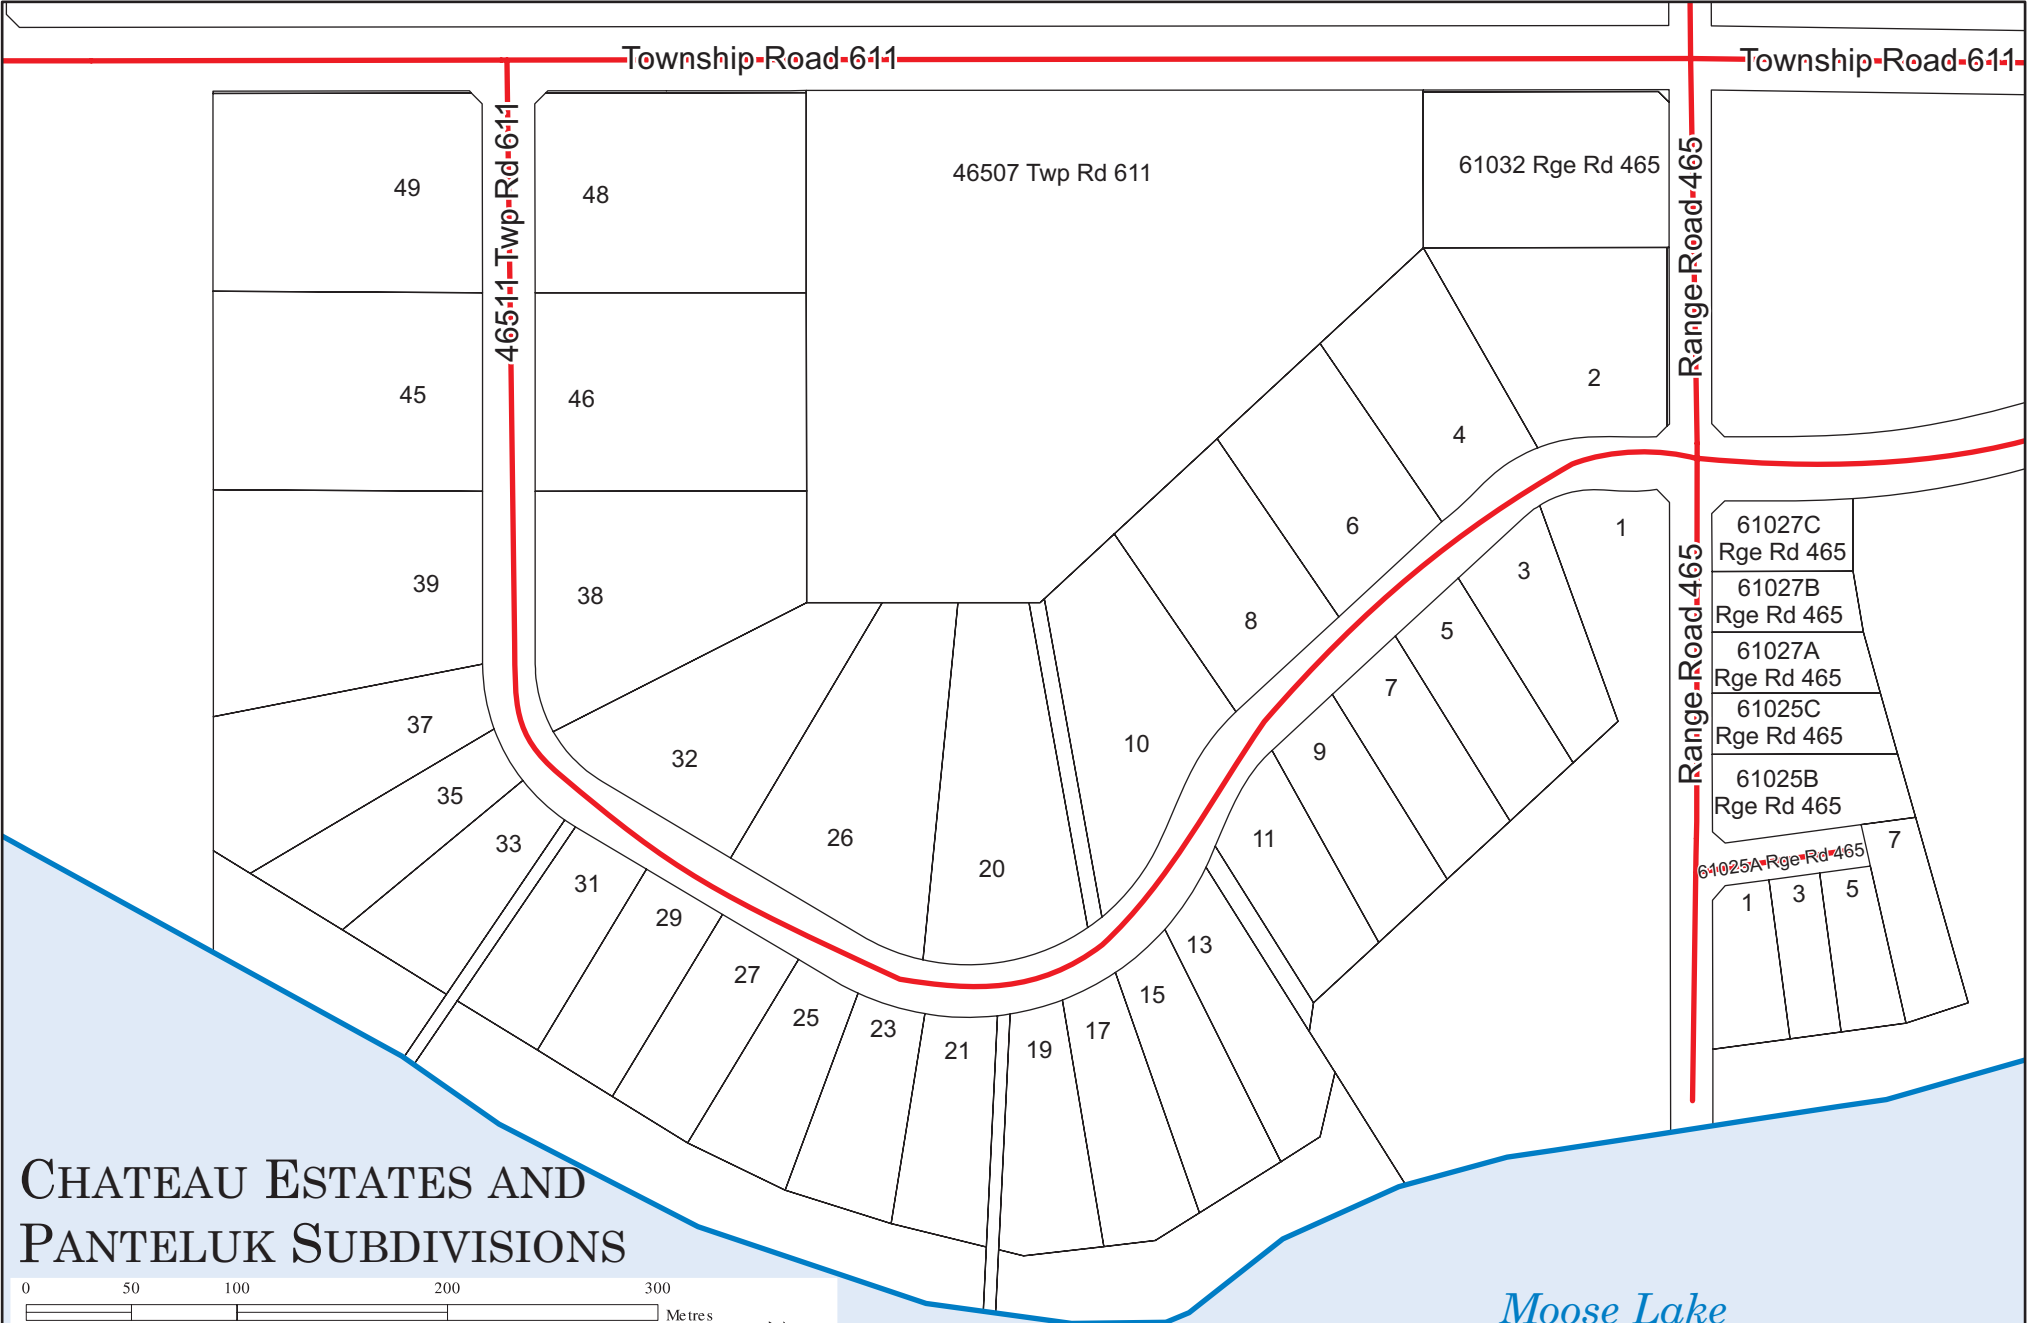 Township Road 611
Township Road 611
46511 Twp Rd 611
Range Road 465
49
48
46507 Twp Rd 611
61032 Rge Rd 465
45
46
2
4
39
38
6
8
1
3
5
7
9
11
10
Range Road 465
61027C
Rge Rd 465
61027B
Rge Rd 465
61027A
Rge Rd 465
61025C
Rge Rd 465
61025B
Rge Rd 465
61025A Rge Rd 465
7
1
3
5
37
35
33
32
26
20
31
29
27
25
23
21
19
17
15
13
CHATEAU ESTATES AND
PANTELUK SUBDIVISIONS
0 50 100 200 300
Metres
Moose Lake